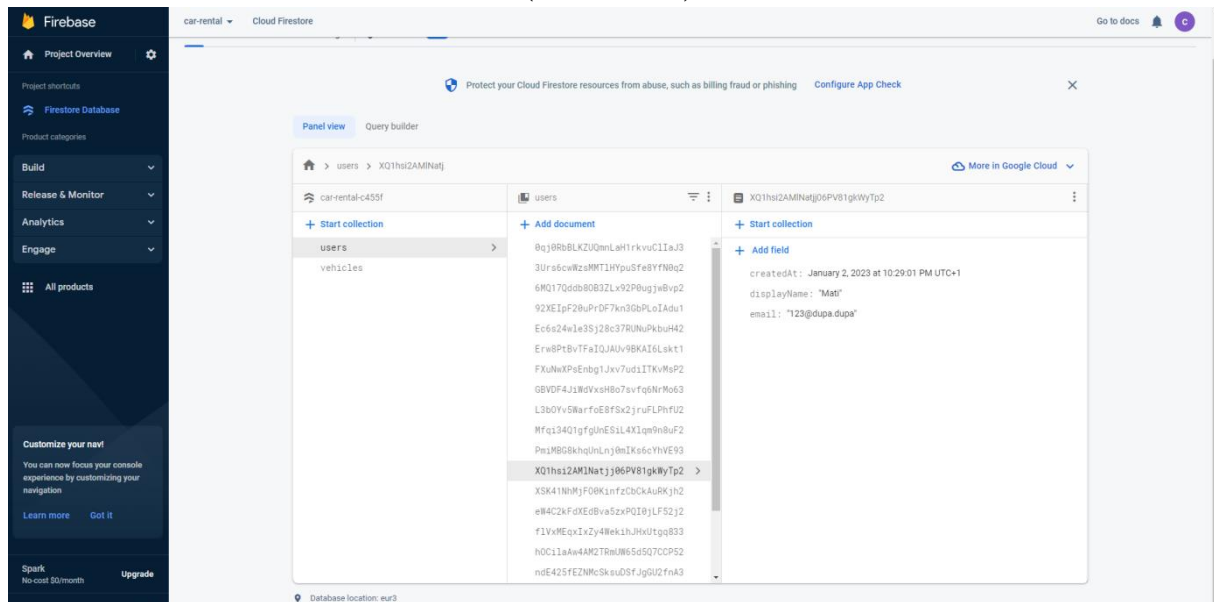 Firebase
car-rental
Cloud Firestore
Go to docs
C
Project Overview
Project shortcuts
Firestore Database
Product categories
Build
Release & Monitor
Analytics
Engage
All products
Customize your nav!
You can now focus your console
experience by customizing your
navigation
Learn more Got it
Spark
No-cost $0/month
Upgrade
Protect your Cloud Firestore resources from abuse, such as billing fraud or phishing Configure App Check
Panel view Query builder
users > XQ1hsi2AMlNatj.
More in Google Cloud
car-rental-c455f
+ Start collection
users
vehicles
users
+ Add document
0qj0RbBLKZUQmnLaH1rkvuClIaJ3
3Urs6cwWzsMMTlHYpuSfe8YfN0q2
6MQ17Qddb80B3ZLx92P0ugjwBvp2
92XEIpF20uPrDF7kn3GbPLoIAdu1
Ec6s24wle3Sj28c37RUNuPkbuH42
Erw8PtBvTFaIQJAUv9BKAI6Lskt1
FXuNwXPsEnbg1Jxv7udiITKvMsP2
GBVDF4JiWdVxsH8o7svfq6NrMo63
L3bOYvSWarfoE8fSx2jruFLPhfU2
Mfqi34Q1gfgUnESiL4Xlqm9n8uF2
PmiMBG8khqUnLnj0mIKs6cYhVE93
XQ1hsi2AMlNatjj06PV81gkWyTp2
XSK41NhMjFO0KinfzCbCkAuRKjh2
eW4C2kFdXEdBvaSzxPQI0jLFS2j2
flVxMEqxIxZy4WekihJHxUtgq833
hOCilaAw4AM2TRmUW65d5Q7CCP52
ndE425fEZNMcSksuDSfJgGU2fnA3
XQ1hsi2AMlNatjj06PV81gkWyTp2
+ Start collection
+ Add field
createdAt: January 2, 2023 at 10:29:01 PM UTC+1
displayName: "Mati"
email: "123@dupa.dupa"
Database location: eur3